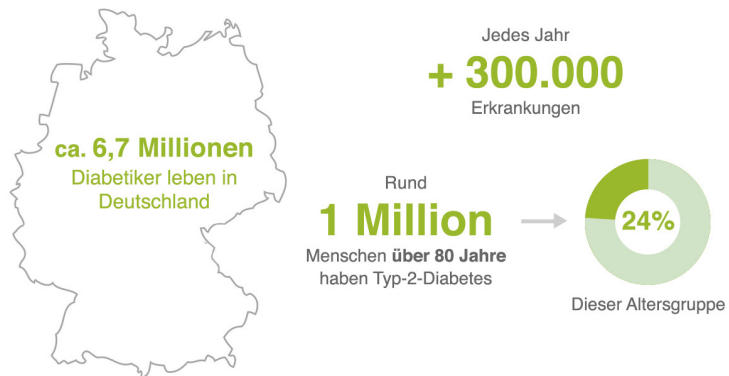 ca. 6,7 Millionen
Diabetiker leben in
Deutschland
Jedes Jahr
+ 300.000
Erkrankungen
Rund
1 Million
Menschen über 80 Jahre
haben Typ-2-Diabetes
24%
Dieser Altersgruppe